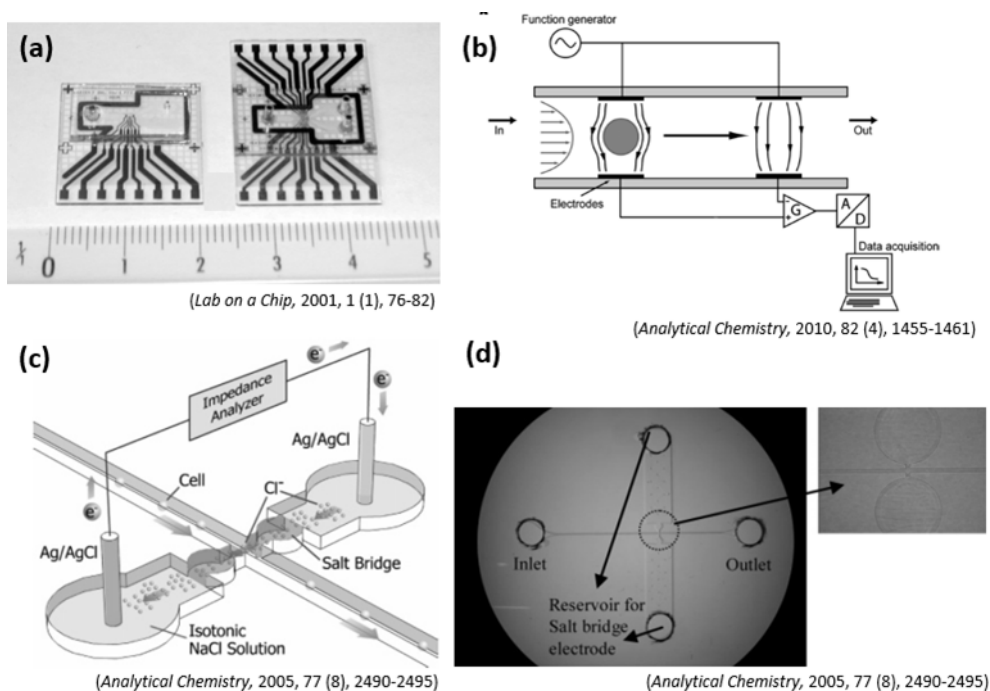 (a)
0 1 2 3 4 5
(Lab on a Chip, 2001, 1 (1), 76-82)
(b)
Function generator
In
Out
Electrodes
G
A
D
Data acquisition
(Analytical Chemistry, 2010, 82 (4), 1455-1461)
(c)
e-
Impedance
Analyzer
e-
Ag/AgCl
Cell
Cl-
e-
Ag/AgCl
Salt Bridge
Isotonic
NaCl Solution
(Analytical Chemistry, 2005, 77 (8), 2490-2495)
(d)
Inlet
Outlet
Reservoir for
Salt bridge
electrode
(Analytical Chemistry, 2005, 77 (8), 2490-2495)